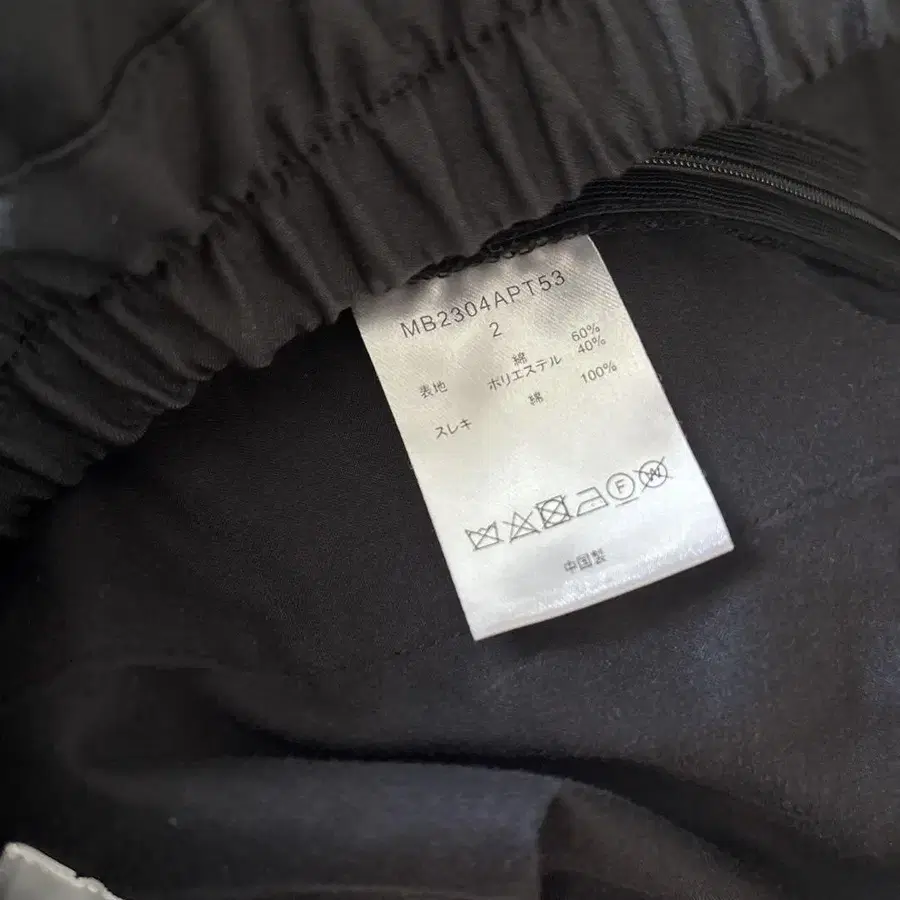 MB2304APT53
2
表地 綿 60%
ポリエステル 40%
スレキ 綿 100%
F W
中国製